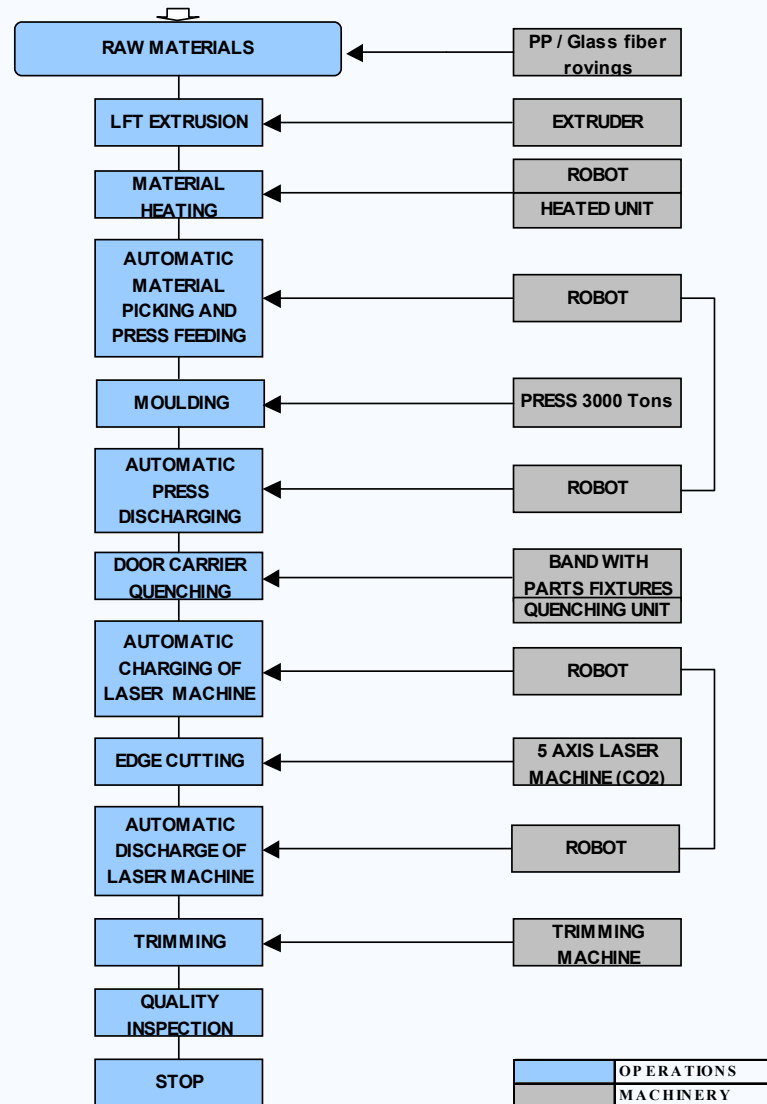 RAW MATERIALS
PP / Glass fiber
rovings
LFT EXTRUSION
EXTRUDER
MATERIAL
HEATING
ROBOT
HEATED UNIT
AUTOMATIC
MATERIAL
PICKING AND
PRESS FEEDING
ROBOT
MOULDING
PRESS 3000 Tons
AUTOMATIC
PRESS
DISCHARGING
ROBOT
DOOR CARRIER
QUENCHING
BAND WITH
PARTS FIXTURES
QUENCHING UNIT
AUTOMATIC
CHARGING OF
LASER MACHINE
ROBOT
EDGE CUTTING
5 AXIS LASER
MACHINE (CO2)
AUTOMATIC
DISCHARGE OF
LASER MACHINE
ROBOT
TRIMMING
TRIMMING
MACHINE
QUALITY
INSPECTION
STOP
OPERATIONS
MACHINERY